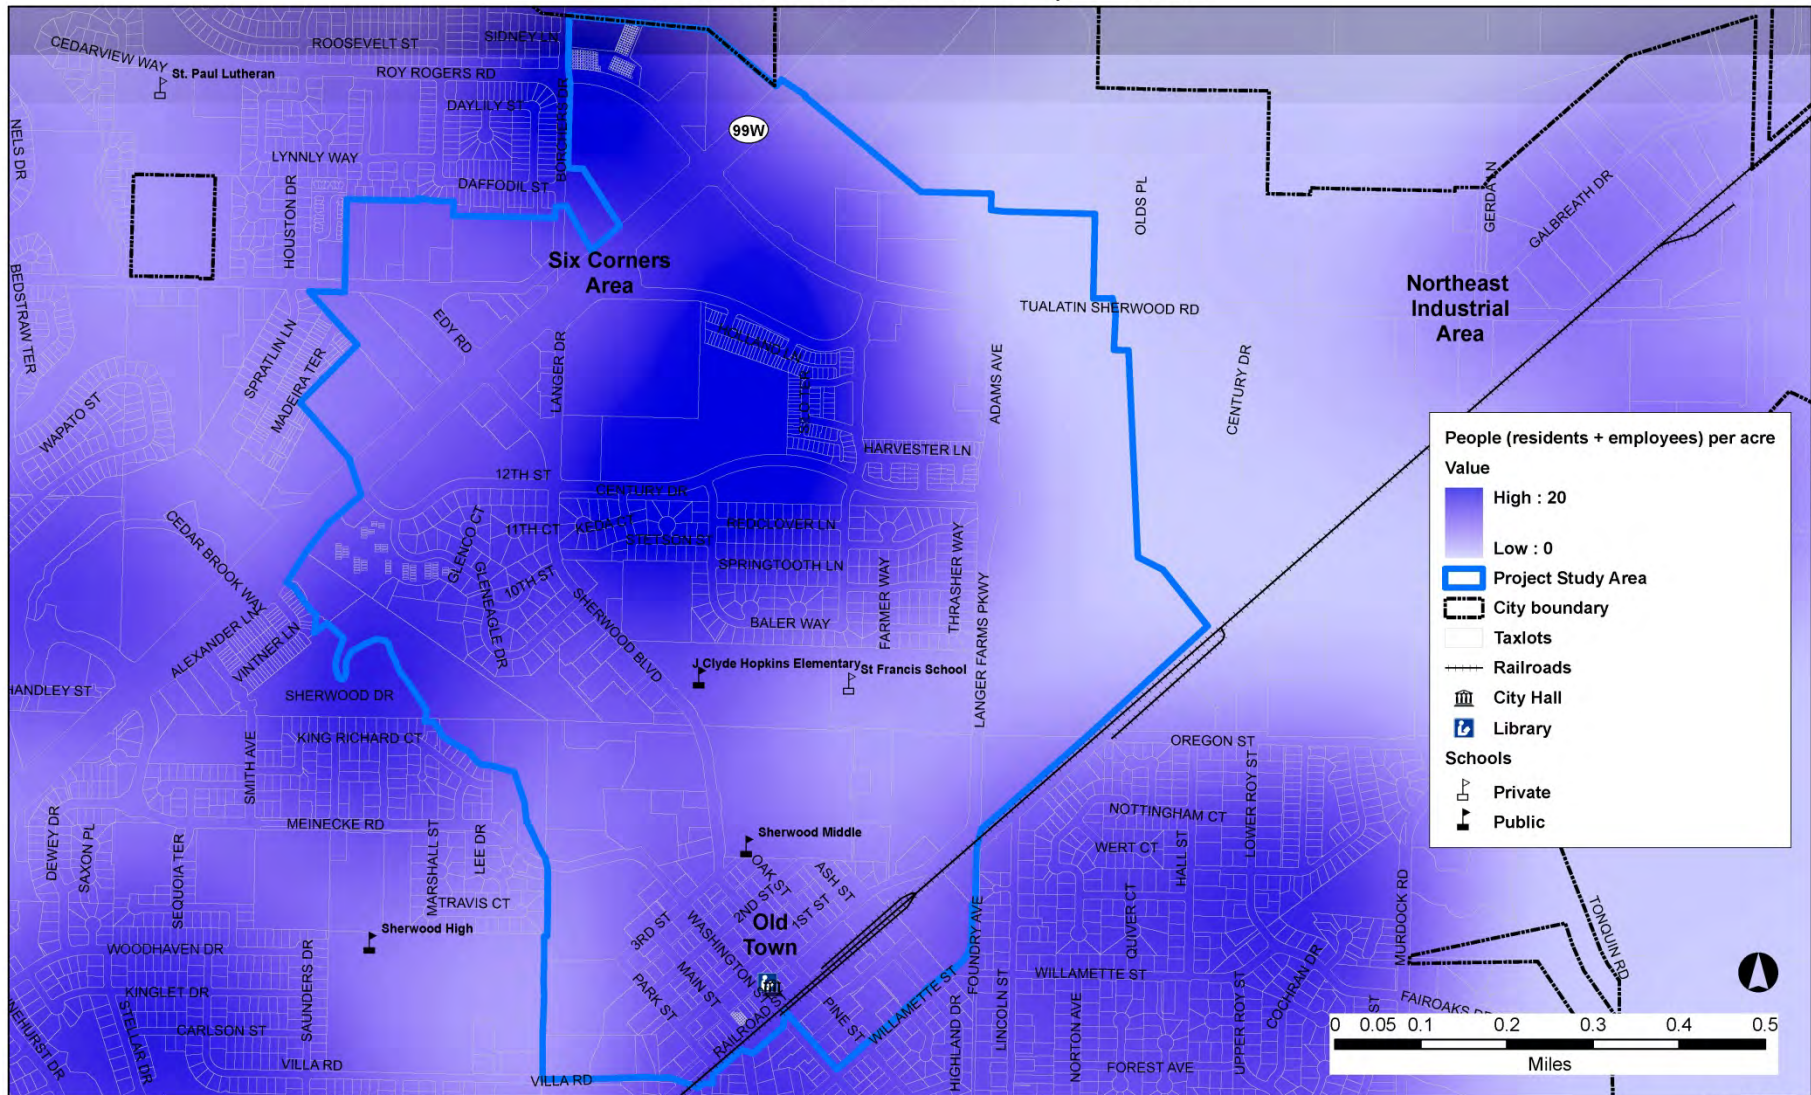 ROOSEVELT ST
SIDNEY LN
CEDARVIEW WAY
St. Paul Lutheran
ROY ROGERS RD
DAYLILY ST
BORCHERS DR
99W
NELS DR
LYNNLY WAY
DAFFODIL ST
HOUSTON DR
OLDS PL
GERDA LN
GALBREATH DR
Six Corners
Area
Northeast
Industrial
Area
BEDSTRAW TER
TUALATIN SHERWOOD RD
EDY RD
SPRATLIN LN
MADEIRA TER
LANGER DR
HOLLAND LN
ADAMS AVE
CENTURY DR
WAPATO ST
HARVESTER LN
12TH ST
CENTURY DR
GLENCO CT
11TH CT
KEDA CT
REDCLOVER LN
STETSON ST
CEDAR BROOK WAY
GLENEAGLE DR
10TH ST
SPRINGTOOTH LN
FARMER WAY
THRASHER WAY
SHERWOOD BLVD
BALER WAY
ALEXANDER LN
VINTNER LN
LANGER FARMS PKWY
J Clyde Hopkins Elementary
St Francis School
HANDLEY ST
SHERWOOD DR
SMITH AVE
KING RICHARD CT
OREGON ST
LOWER ROY ST
NOTTINGHAM CT
DEWEY DR
SAXON PL
SEQUOIA TER
MEINECKE RD
MARSHALL ST
LEE DR
Sherwood Middle
WERT CT
HALL ST
OAK ST
ASH ST
2ND ST
1ST ST
TRAVIS CT
Sherwood High
3RD ST
WASHINGTON ST
Old
Town
FOUNDRY AVE
QUIVER CT
MURDOCK RD
TONQUIN RD
WOODHAVEN DR
SAUNDERS DR
KINGLET DR
STELLAR DR
CARLSON ST
VILLA RD
PARK ST
MAIN ST
RAILROAD ST
PINE ST
WILLAMETTE ST
HIGHLAND DR
LINCOLN ST
WILLAMETTE ST
NORTON AVE
UPPER ROY ST
COCHRAN DR
FAIROAKS DR
FOREST AVE
VILLA RD
People (residents + employees) per acre
Value
High : 20
Low : 0
Project Study Area
City boundary
Taxlots
Railroads
City Hall
Library
Schools
Private
Public
0 0.05 0.1 0.2 0.3 0.4 0.5
Miles